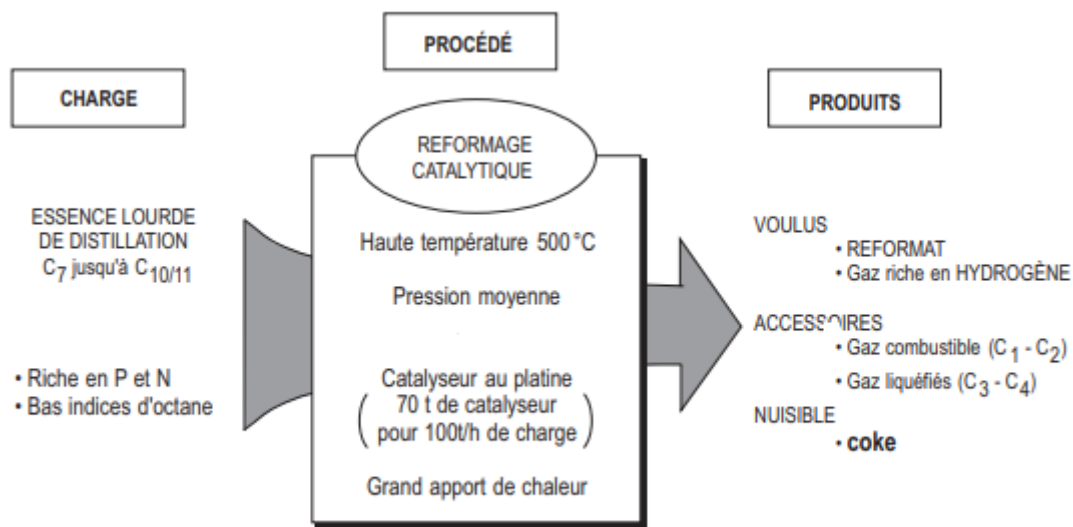 PROCÉDÉ
CHARGE
PRODUITS
REFORMAGE
CATALYTIQUE
ESSENCE LOURDE
DE DISTILLATION
C7 jusqu'à C10/11
• Riche en P et N
• Bas indices d'octane
Haute température 500 °C
Pression moyenne
Catalyseur au platine
( 70 t de catalyseur
pour 100t/h de charge )
Grand apport de chaleur
VOULUS
• REFORMAT
• Gaz riche en HYDROGÈNE
ACCESSOIRES
• Gaz combustible (C1 - C2)
• Gaz liquéfiés (C3 - C4)
NUISIBLE
• coke